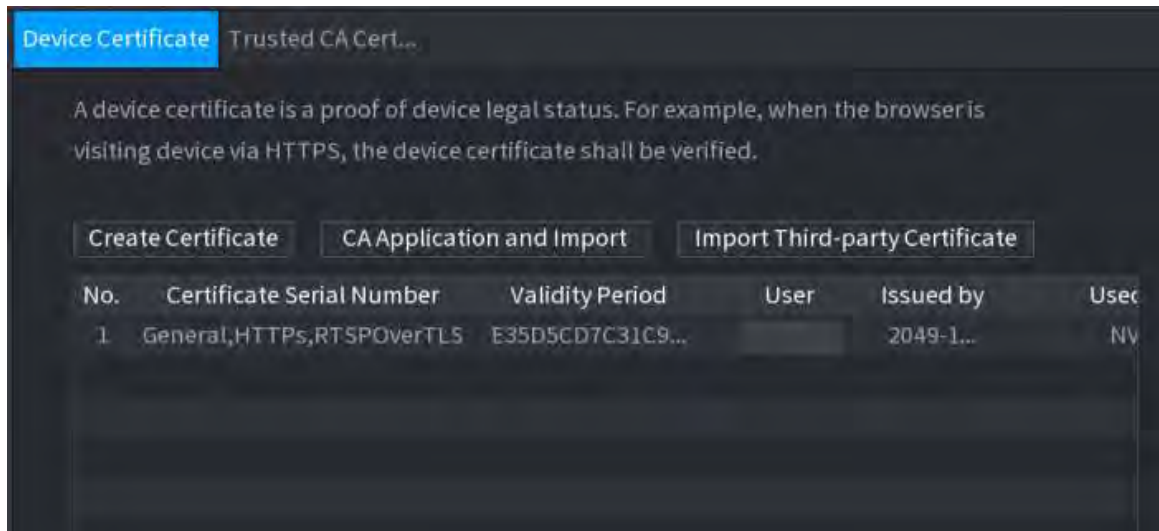 Device Certificate Trusted CA Cert...
A device certificate is a proof of device legal status. For example, when the browser is
visiting device via HTTPS, the device certificate shall be verified.
Create Certificate CA Application and Import Import Third-party Certificate
No. Certificate Serial Number Validity Period User Issued by Used
1 General,HTTPs,RTSPOverTLS E35D5CD7C31C9... 2049-1... NV